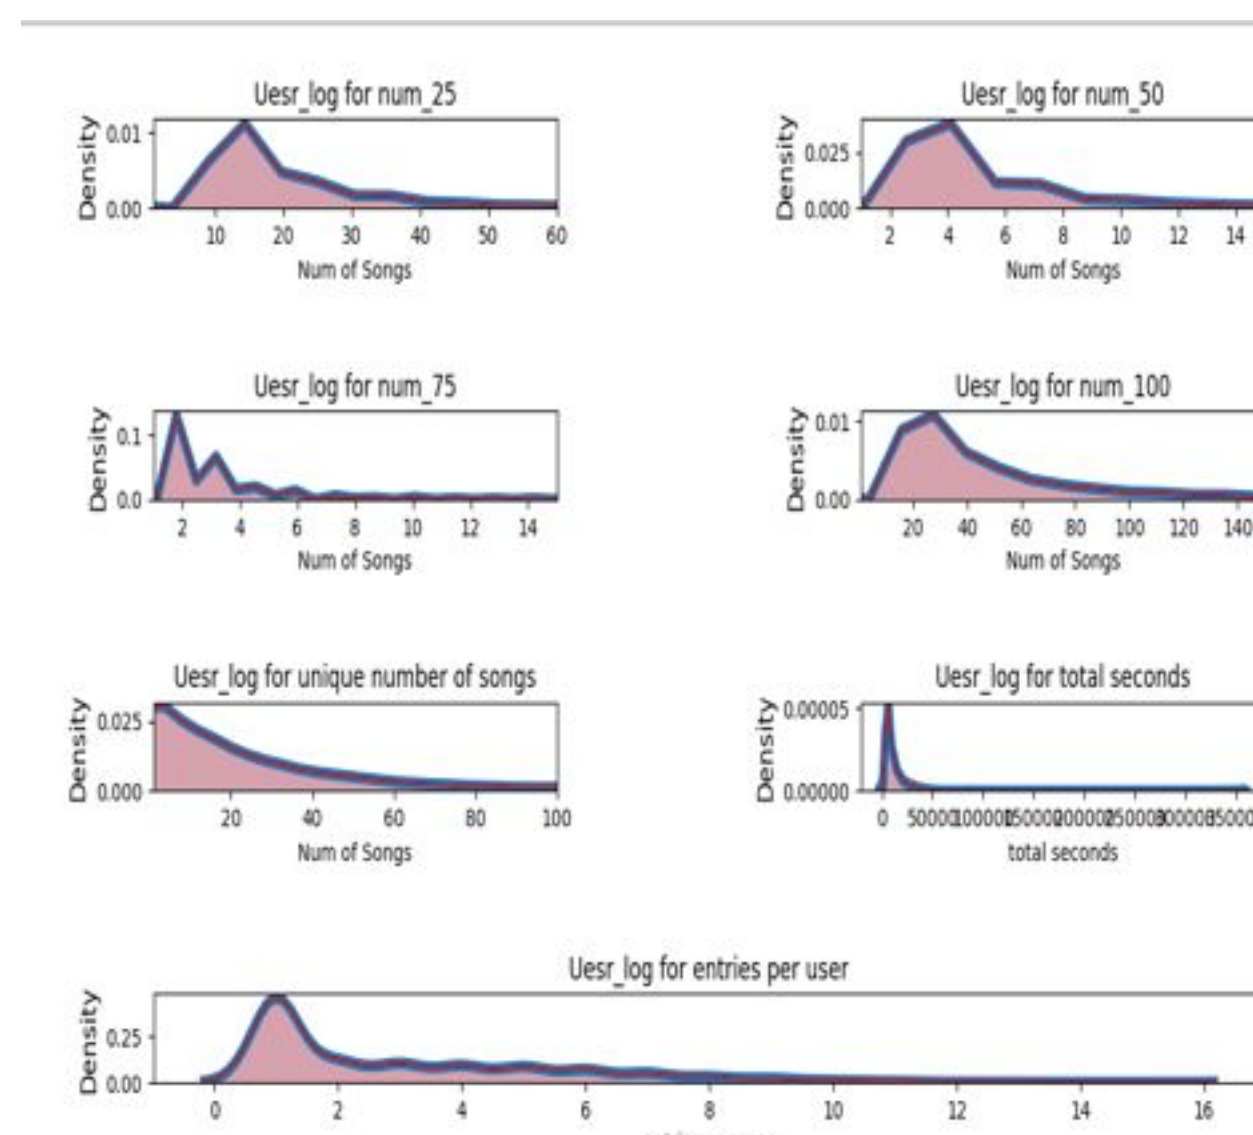 Uesr_log for num_25
Density
0.01
0.00
10 20 30 40 50 60
Num of Songs
Uesr_log for num_50
Density
0.025
0.000
2 4 6 8 10 12 14
Num of Songs
Uesr_log for num_75
Density
0.1
0.0
2 4 6 8 10 12 14
Num of Songs
Uesr_log for num_100
Density
0.01
0.00
20 40 60 80 100 120 140
Num of Songs
Uesr_log for unique number of songs
Density
0.025
0.000
20 40 60 80 100
Num of Songs
Uesr_log for total seconds
Density
0.00005
0.00000
0
total seconds
Uesr_log for entries per user
Density
0.25
0.00
0 2 4 6 8 10 12 14 16